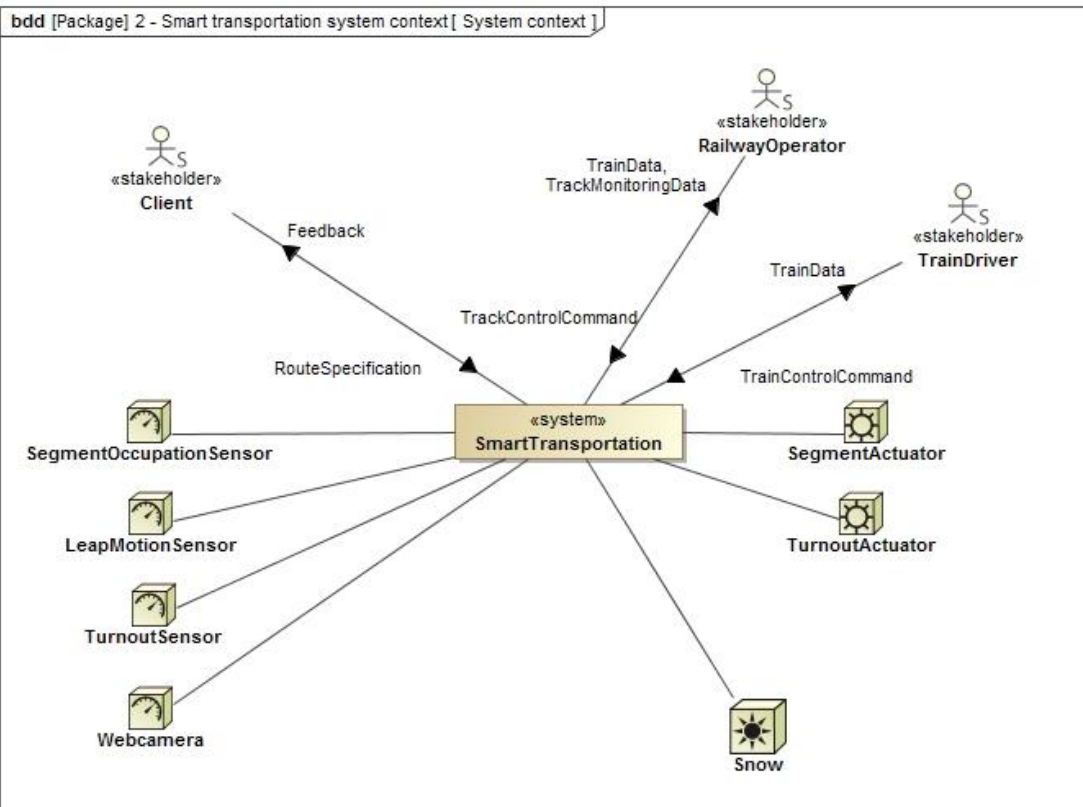 bdd [Package] 2 - Smart transportation system context [ System context ]
S
«stakeholder»
RailwayOperator
S
«stakeholder»
Client
TrainData,
TrackMonitoringData
S
«stakeholder»
TrainDriver
Feedback
TrainData
TrackControlCommand
RouteSpecification
TrainControlCommand
«system»
SmartTransportation
SegmentOccupationSensor
SegmentActuator
LeapMotionSensor
TurnoutActuator
TurnoutSensor
Webcamera
Snow